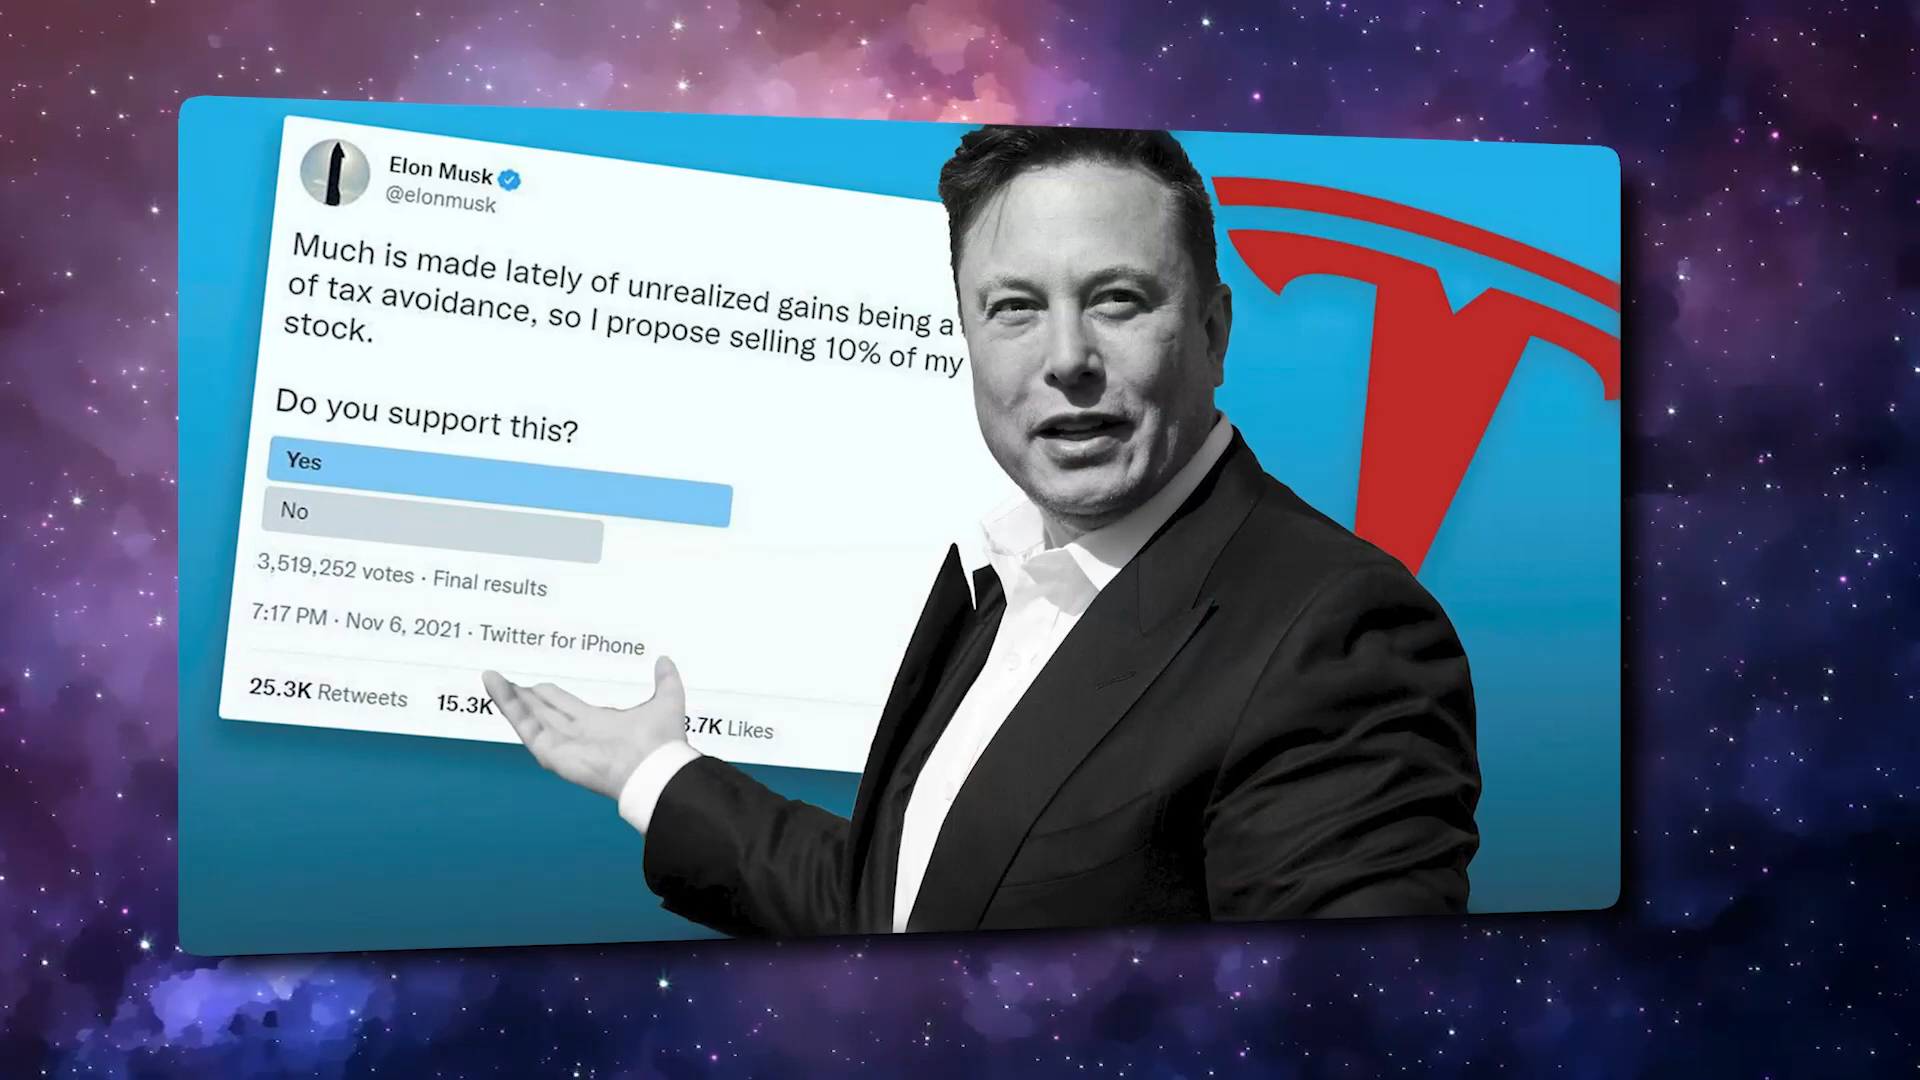 Elon Musk
@elonmusk
Much is made lately of unrealized gains being a
of tax avoidance, so I propose selling 10% of my
stock.
Do you support this?
Yes
No
3,519,252 votes · Final results
7:17 PM · Nov 6, 2021 · Twitter for iPhone
25.3K Retweets 15.3K .7K Likes